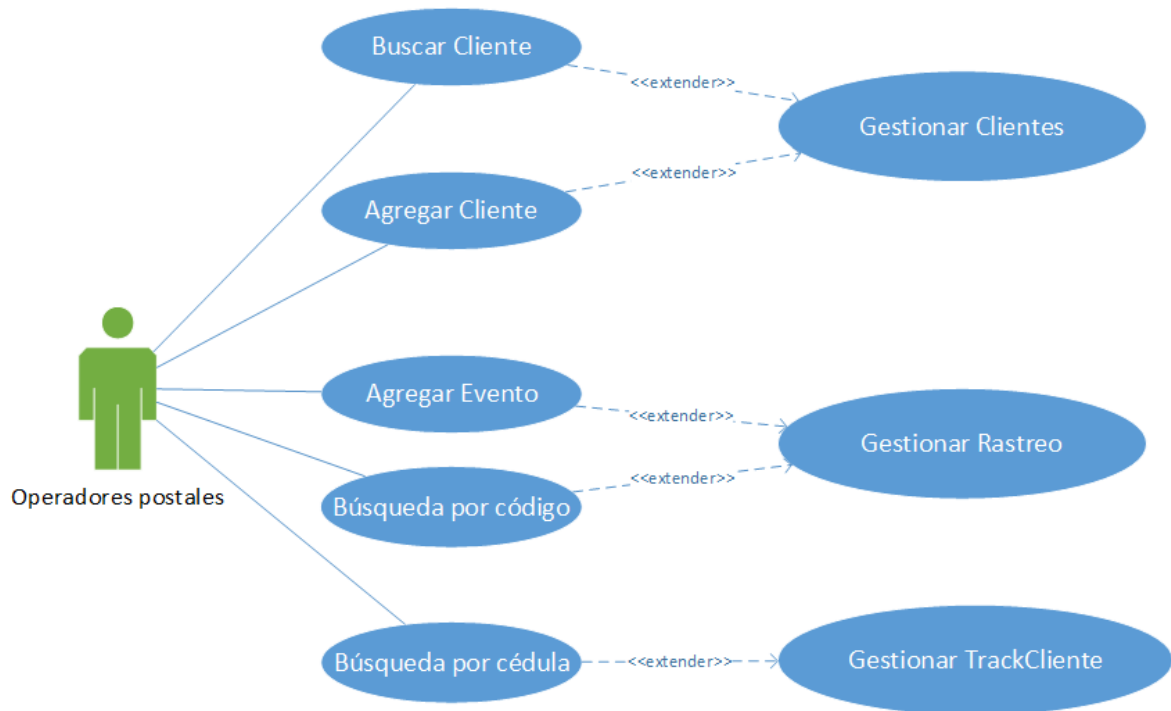 Buscar Cliente
<<extender>>
Gestionar Clientes
<<extender>>
Agregar Cliente
Agregar Evento
<<extender>>
Gestionar Rastreo
<<extender>>
Búsqueda por código
Operadores postales
Búsqueda por cédula
<<extender>>
Gestionar TrackCliente